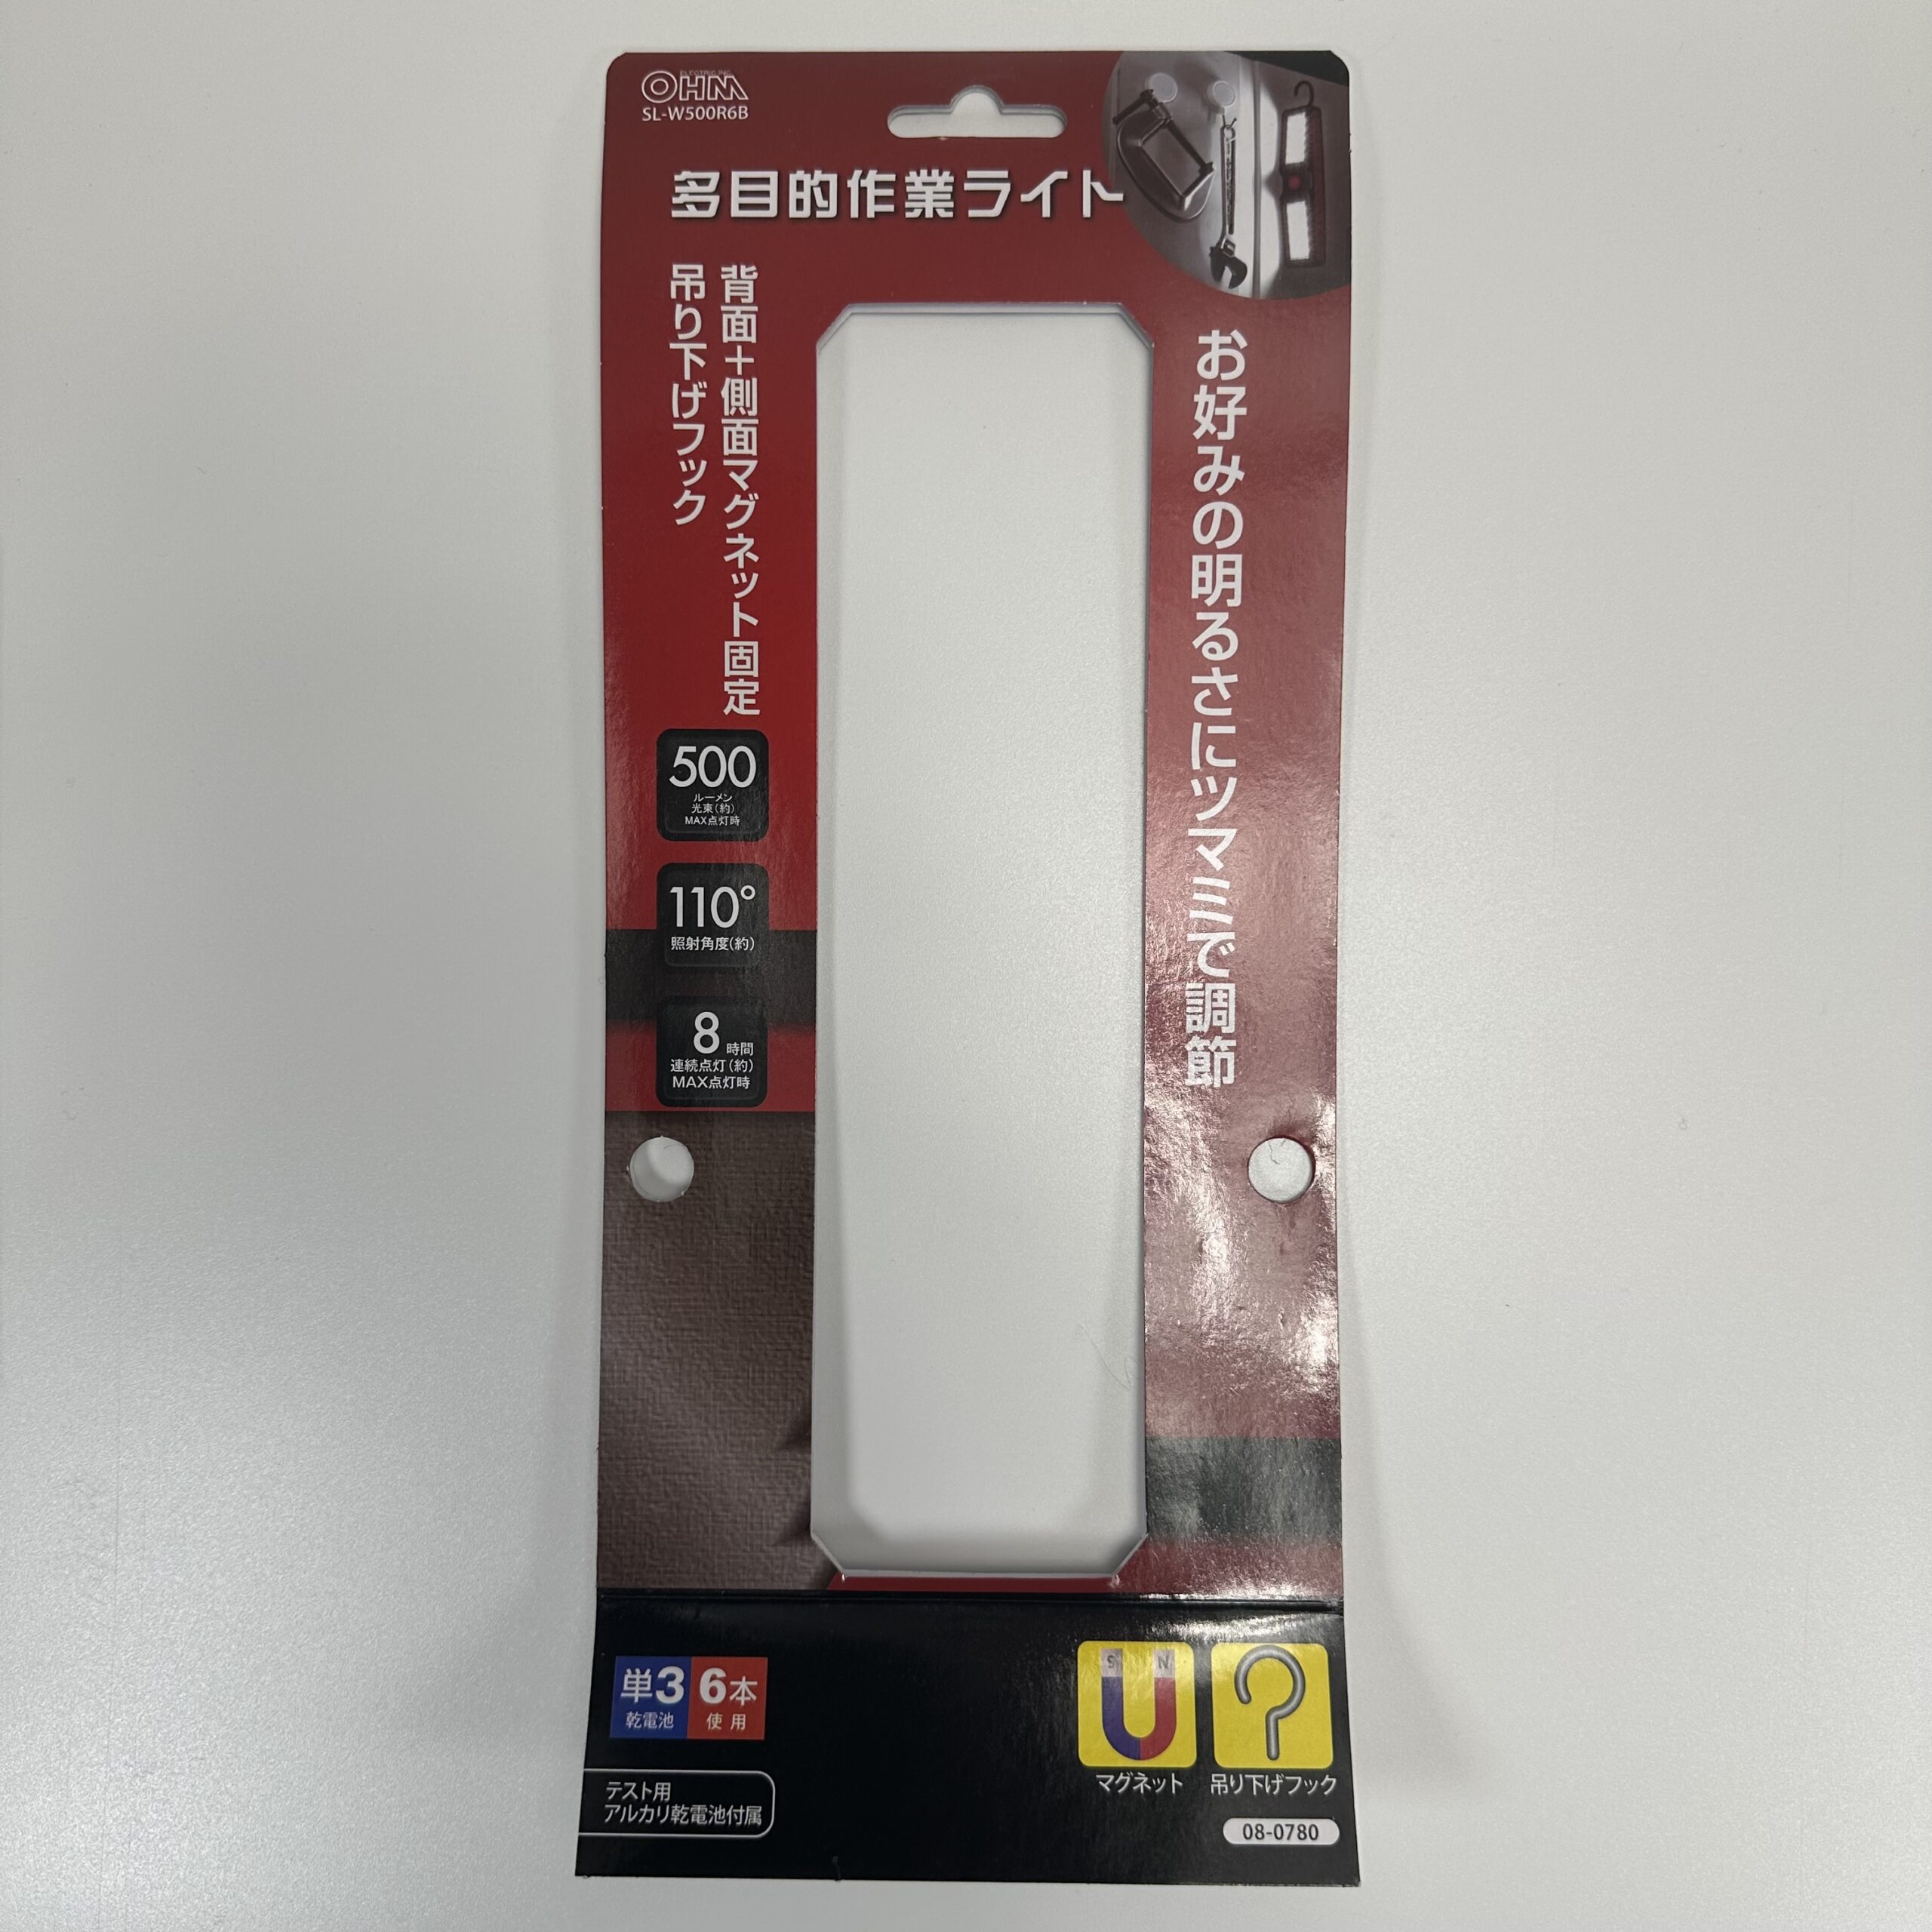 ELECTRIC INC.
OHM
SL-W500R6B
多目的作業ライト
背面＋側面マグネット固定
吊り下げフック
お好みの明るさにツマミで調節
500
ルーメン
光束(約)
MAX点灯時
110°
照射角度(約)
8時間
連続点灯(約)
MAX点灯時
単3 6本
乾電池 使用
テスト用
アルカリ乾電池付属
S N
マグネット
吊り下げフック
08-0780